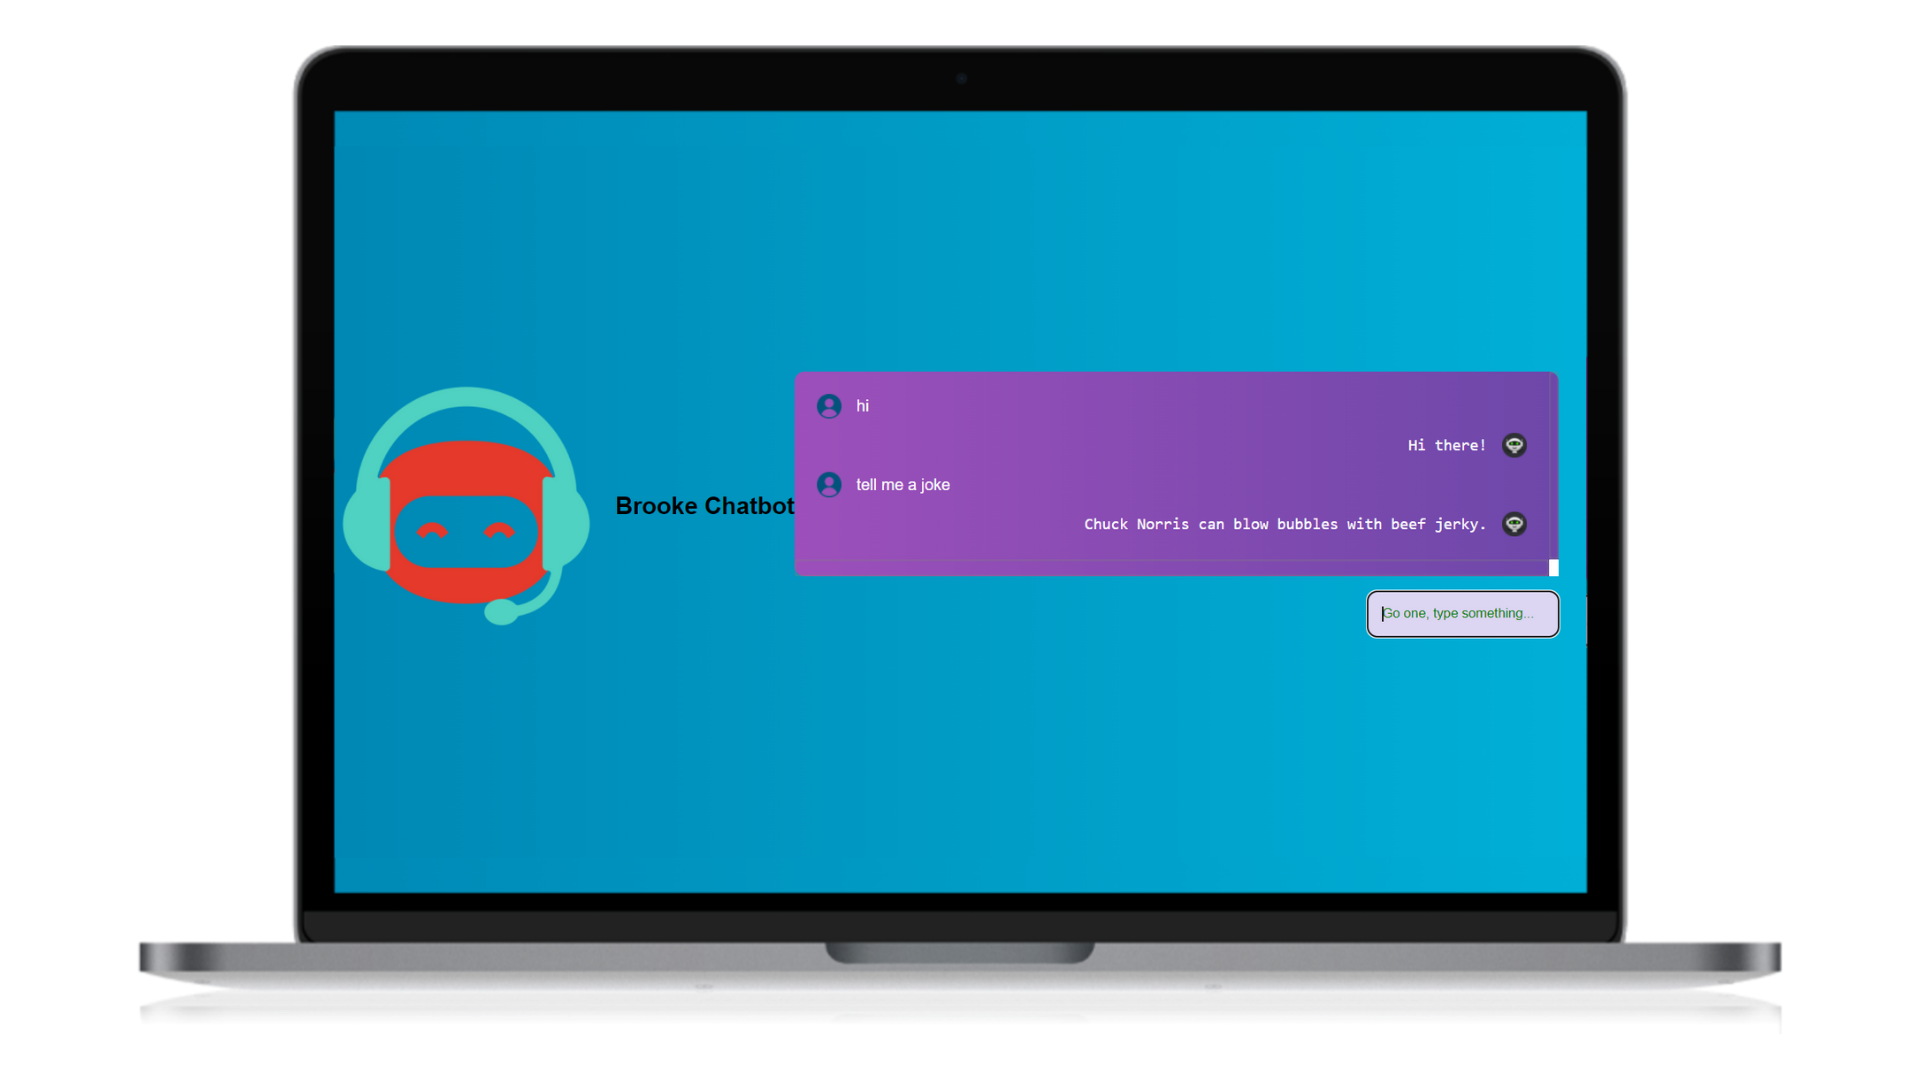 hi
Hi there!
tell me a joke
Brooke Chatbot
Chuck Norris can blow bubbles with beef jerky.
Go one, type something...